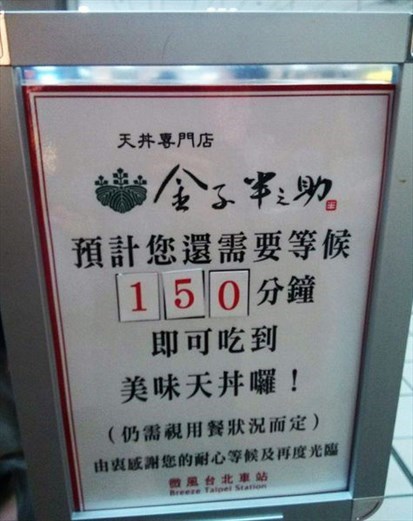 天丼専門店
金子半之助
預計您還需要等候
150分鐘
即可吃到
美味天丼囉！
（仍需視用餐狀況而定）
由衷感謝您的耐心等候及再度光臨
微風台北車站
Breeze Taipei Station